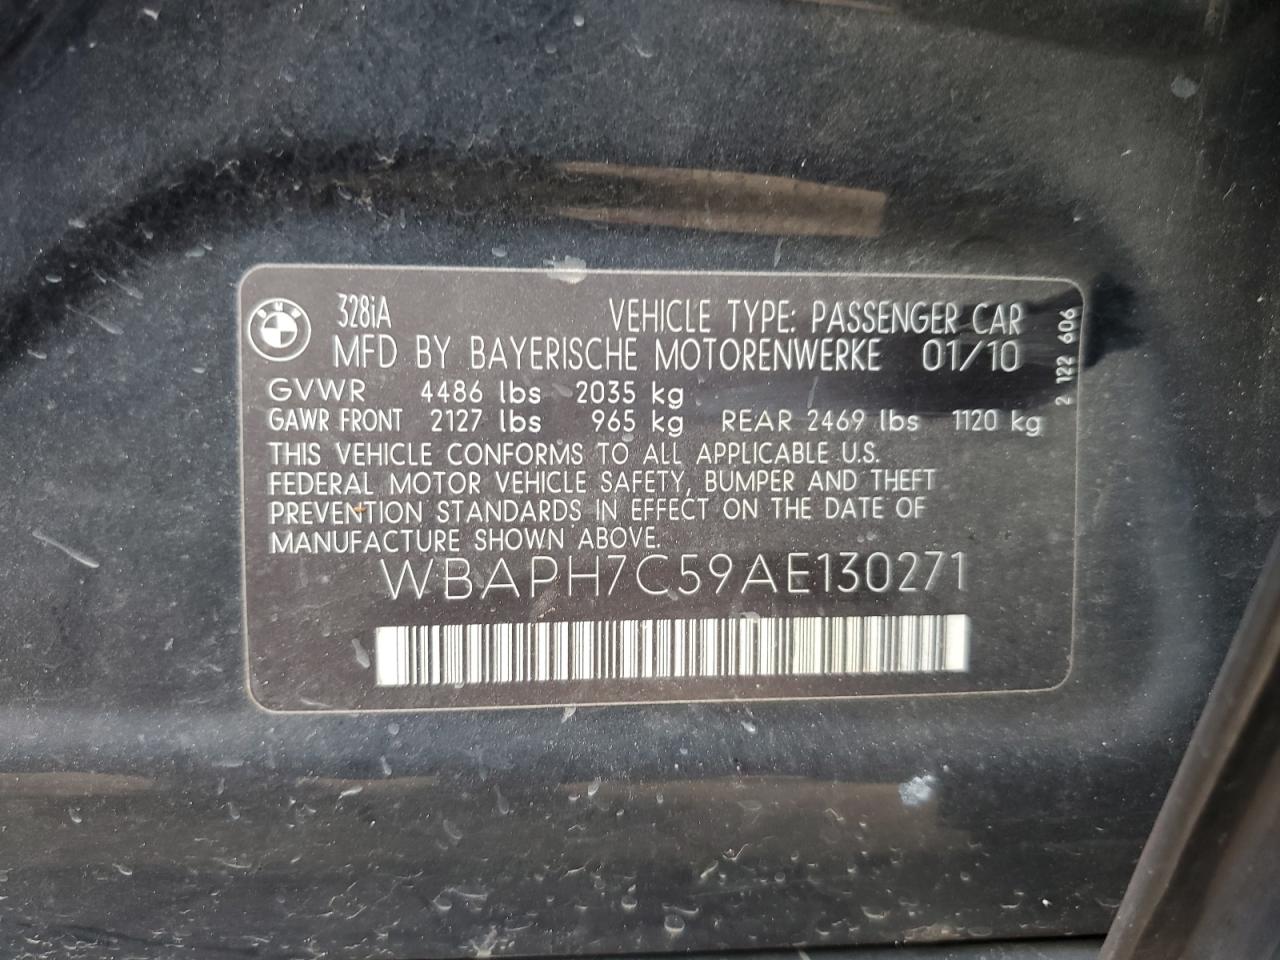 328iA VEHICLE TYPE: PASSENGER CAR
MFD BY BAYERISCHE MOTORENWERKE 01/10
GVWR 4486 lbs 2035 kg
GAWR FRONT 2127 lbs 965 kg REAR 2469 lbs 1120 kg
THIS VEHICLE CONFORMS TO ALL APPLICABLE U.S.
FEDERAL MOTOR VEHICLE SAFETY, BUMPER AND THEFT
PREVENTION STANDARDS IN EFFECT ON THE DATE OF
MANUFACTURE SHOWN ABOVE.
WBAPH7C59AE130271
2 122 606